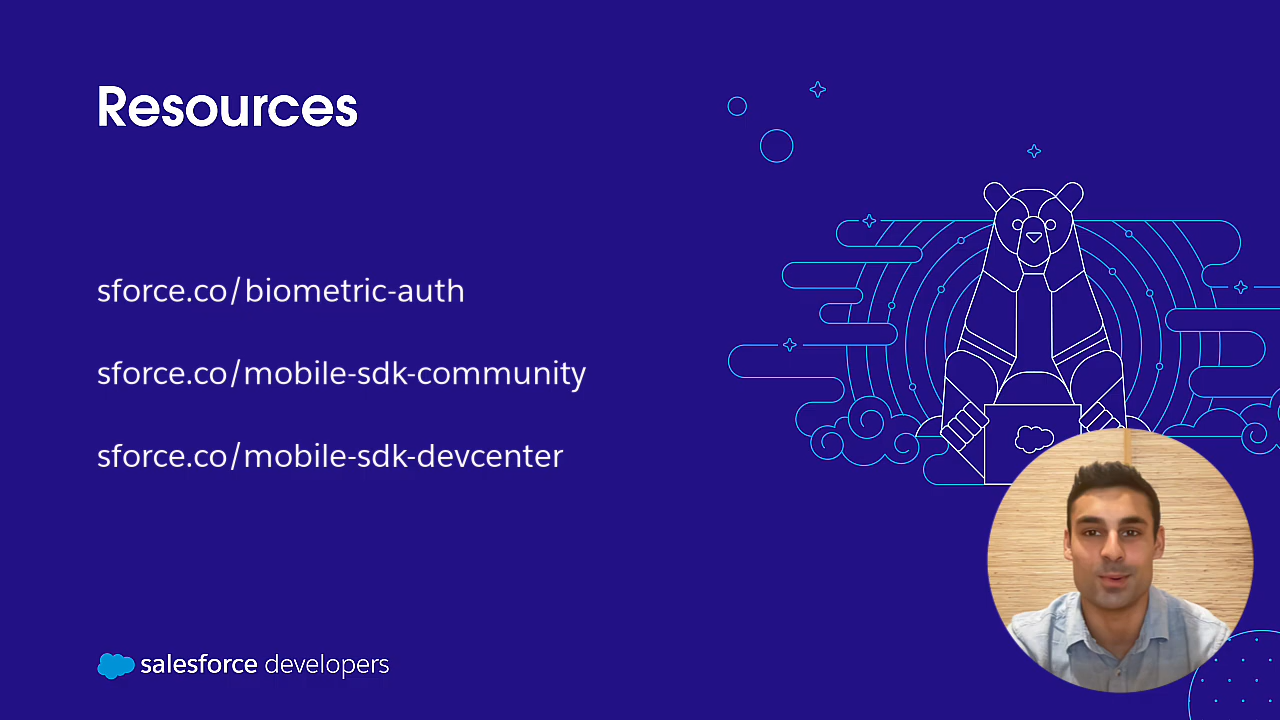 Resources
sforce.co/biometric-auth
sforce.co/mobile-sdk-community
sforce.co/mobile-sdk-devcenter
salesforce developers